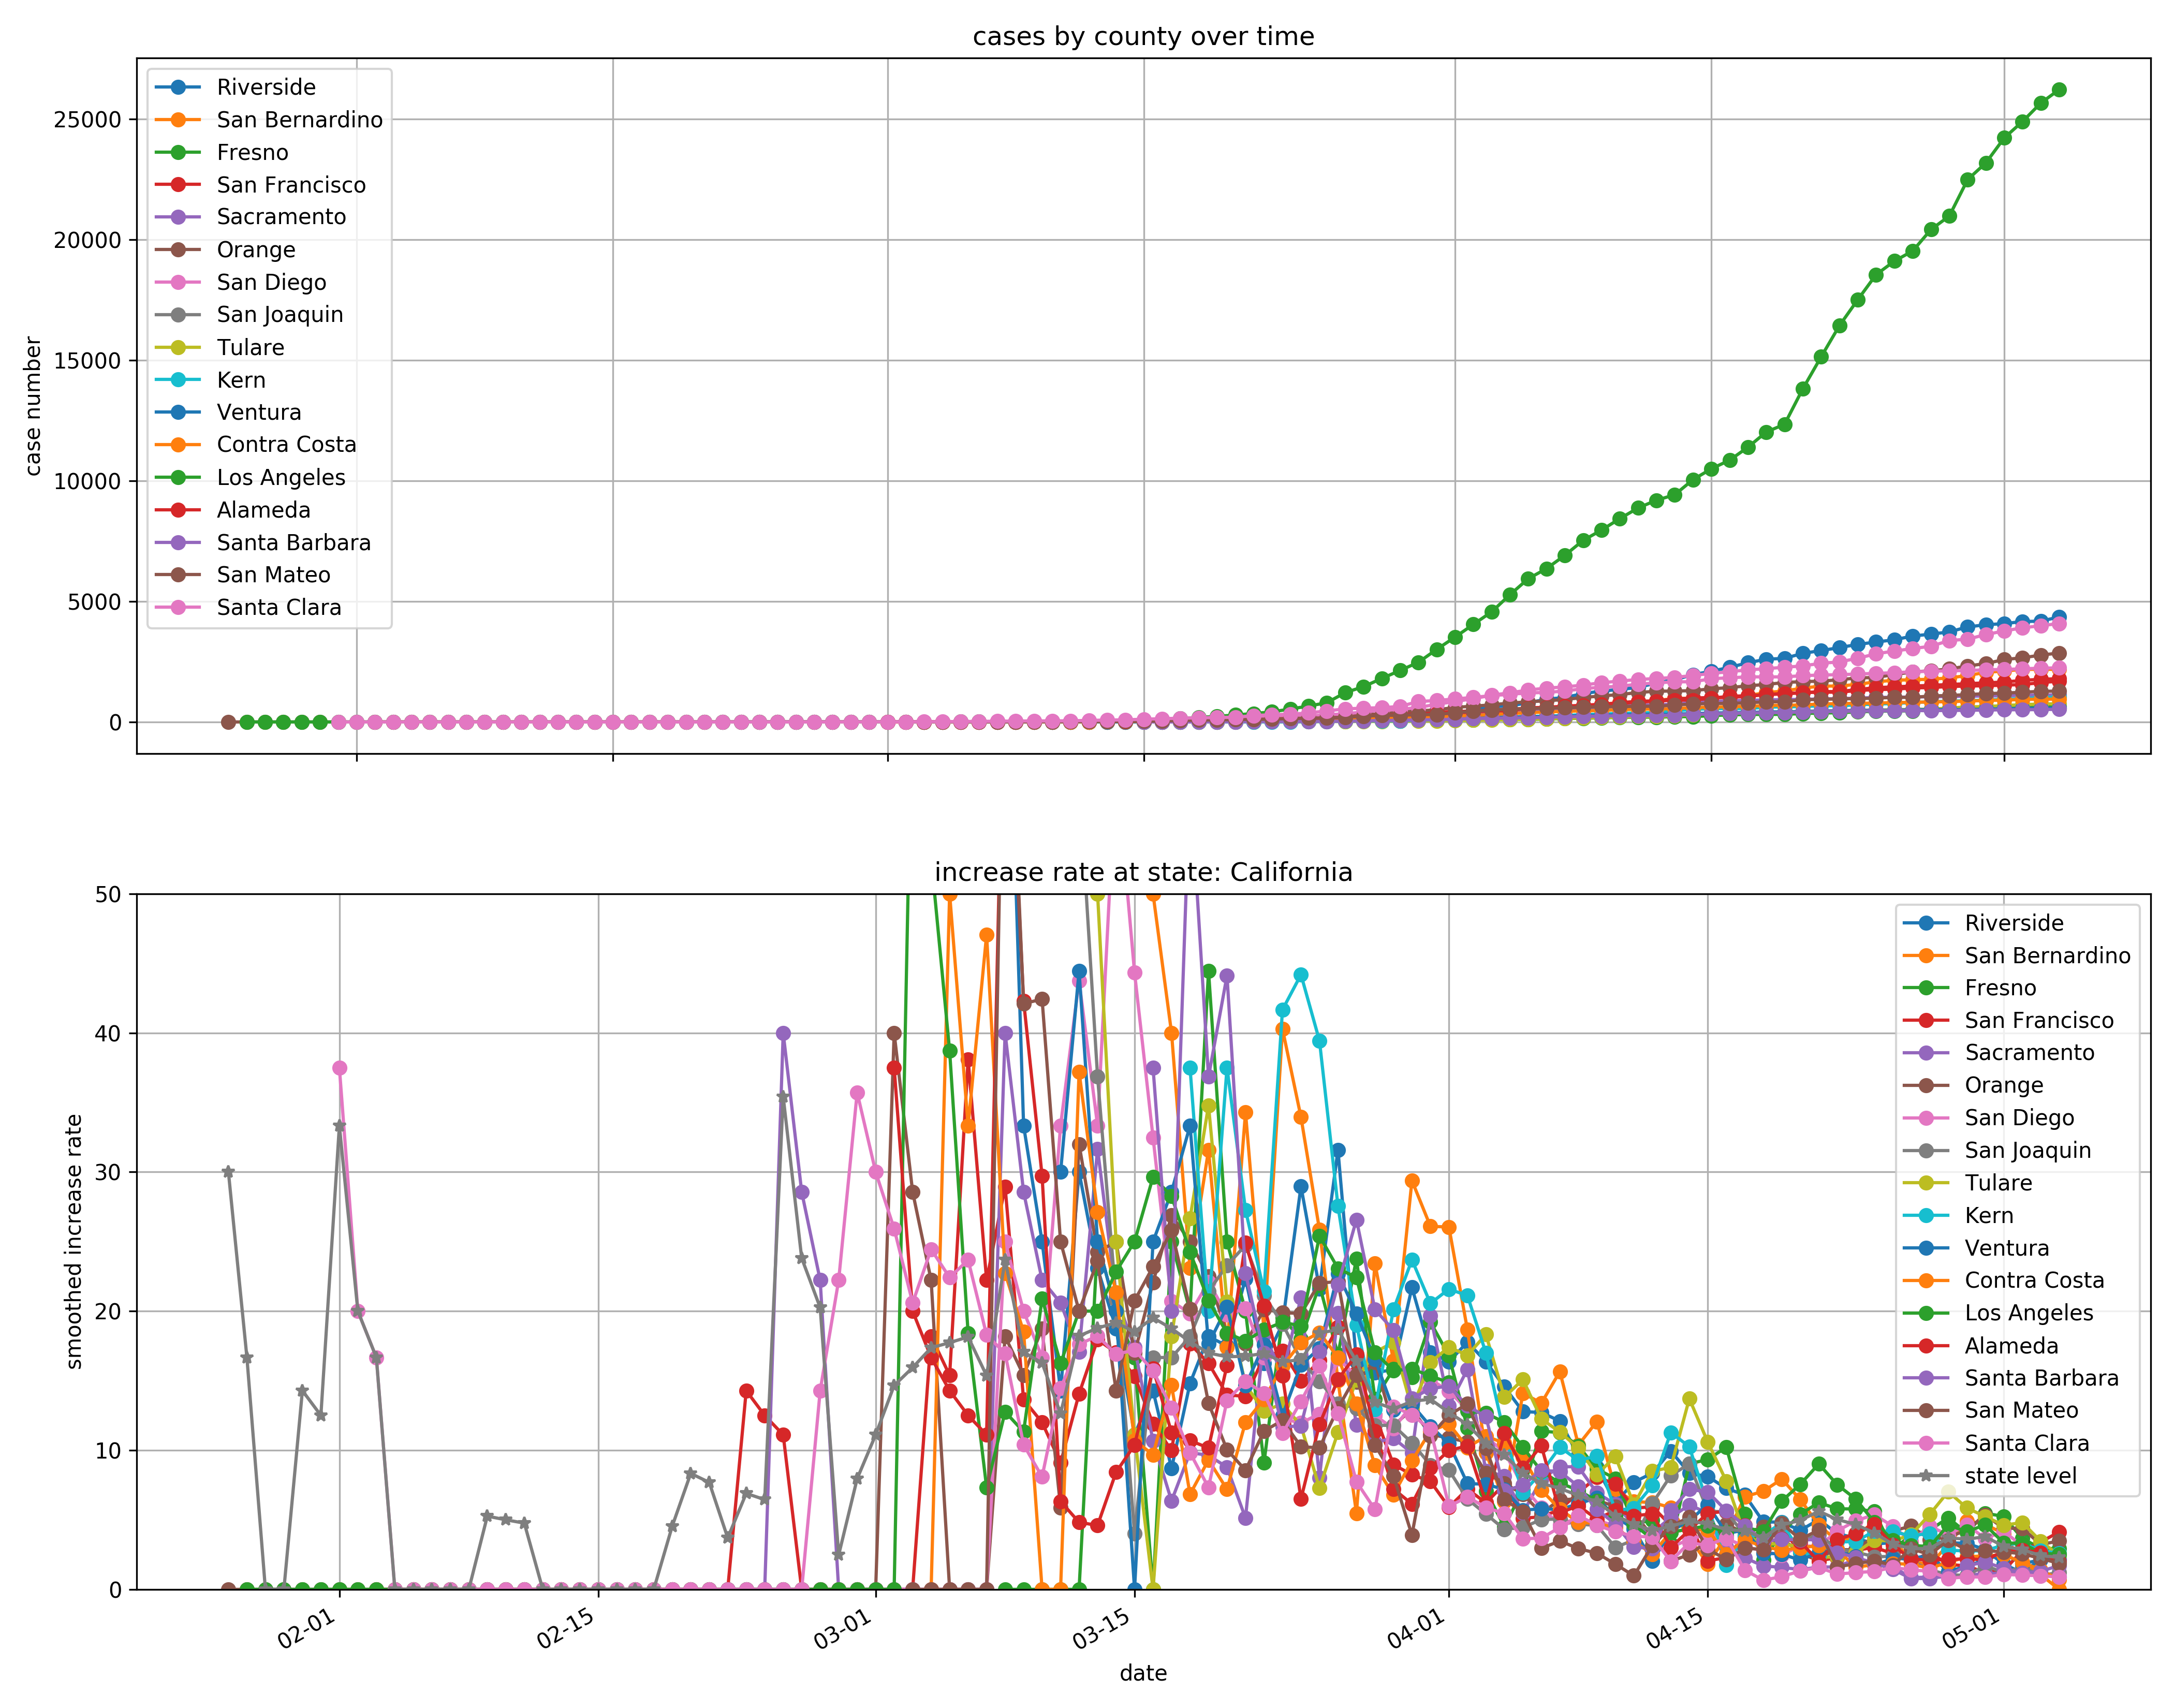 cases by county over time
case number
25000
20000
15000
10000
5000
0
Riverside
San Bernardino
Fresno
San Francisco
Sacramento
Orange
San Diego
San Joaquin
Tulare
Kern
Ventura
Contra Costa
Los Angeles
Alameda
Santa Barbara
San Mateo
Santa Clara
increase rate at state: California
smoothed increase rate
50
40
30
20
10
0
Riverside
San Bernardino
Fresno
San Francisco
Sacramento
Orange
San Diego
San Joaquin
Tulare
Kern
Ventura
Contra Costa
Los Angeles
Alameda
Santa Barbara
San Mateo
Santa Clara
state level
02-01
02-15
03-01
03-15
04-01
04-15
05-01
date